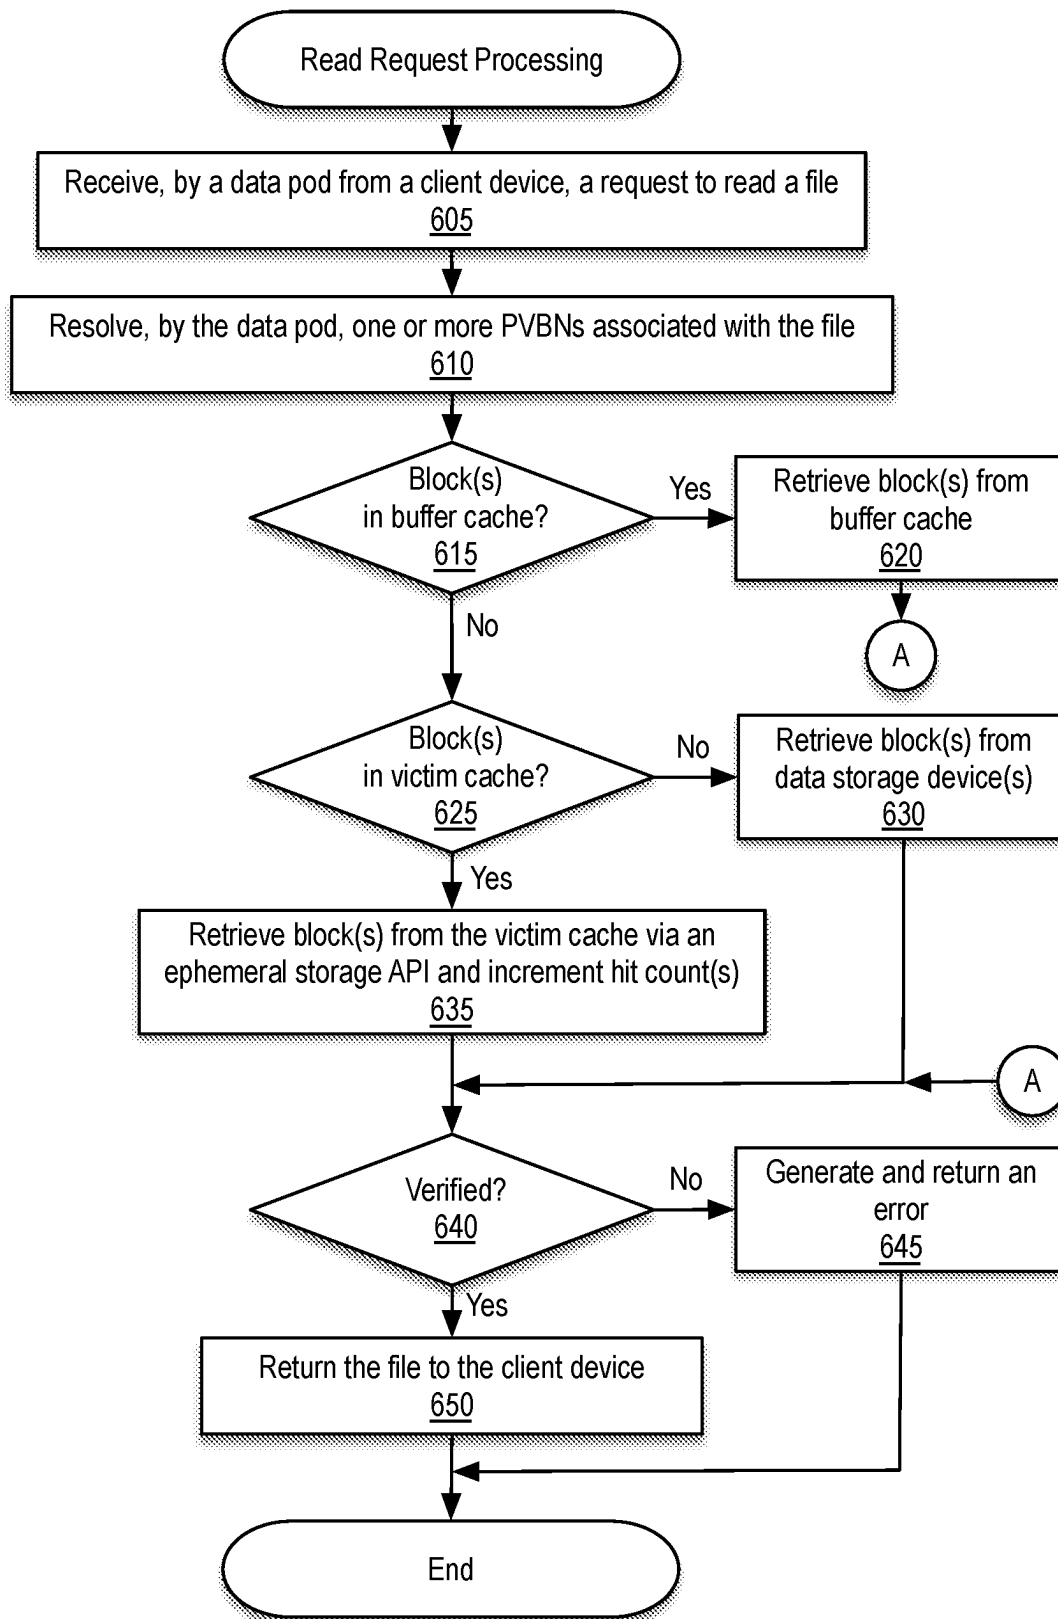 Read Request Processing
Receive, by a data pod from a client device, a request to read a file
605
Resolve, by the data pod, one or more PVBNs associated with the file
610
Block(s)
in buffer cache?
615
Yes
Retrieve block(s) from
buffer cache
620
A
No
Block(s)
in victim cache?
625
No
Retrieve block(s) from
data storage device(s)
630
Yes
Retrieve block(s) from the victim cache via an
ephemeral storage API and increment hit count(s)
635
A
Verified?
640
No
Generate and return an
error
645
Yes
Return the file to the client device
650
End